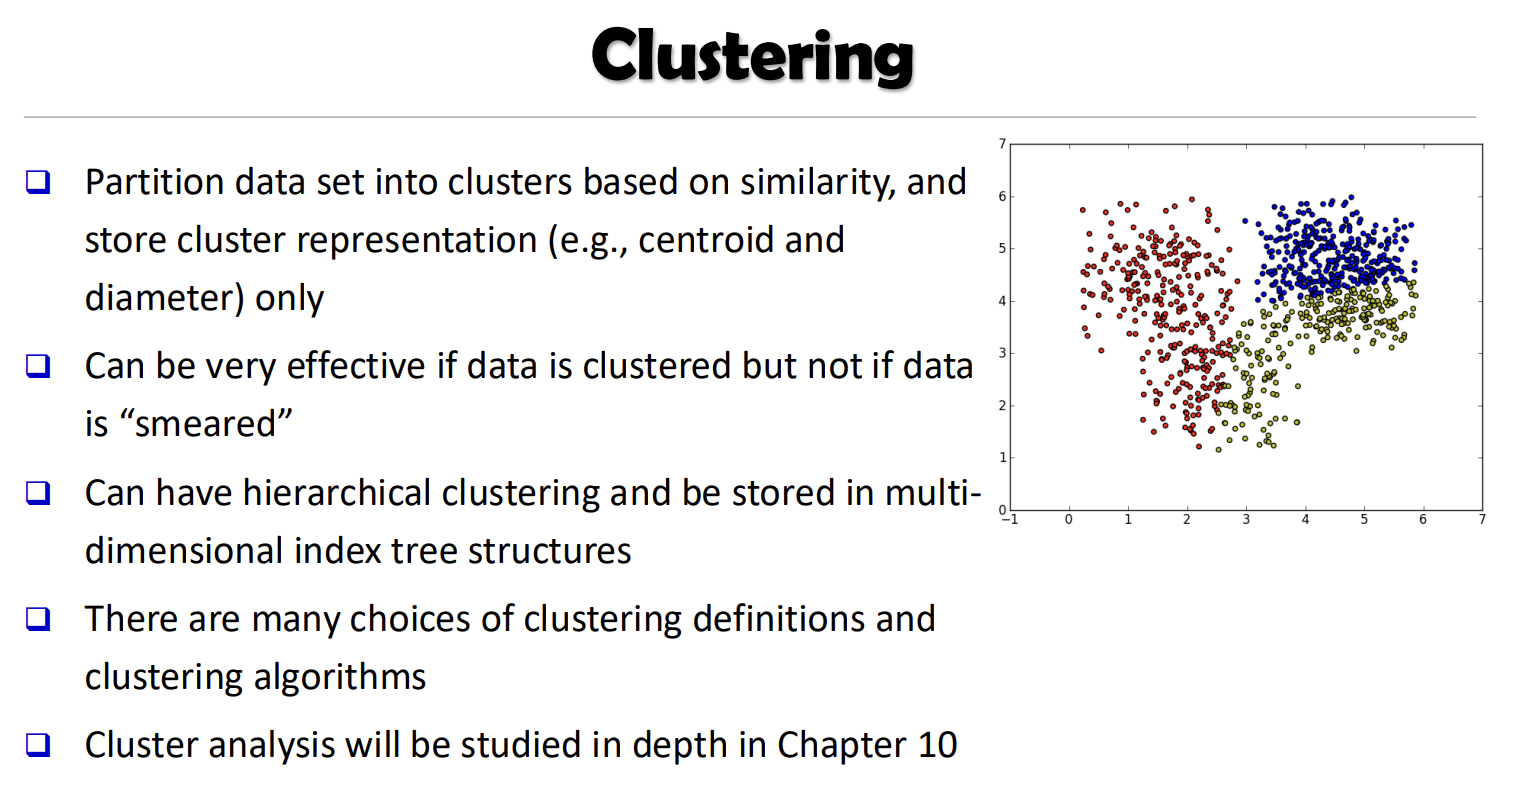 Clustering
❑ Partition data set into clusters based on similarity, and
store cluster representation (e.g., centroid and
diameter) only
❑ Can be very effective if data is clustered but not if data
is “smeared”
❑ Can have hierarchical clustering and be stored in multi-
dimensional index tree structures
❑ There are many choices of clustering definitions and
clustering algorithms
❑ Cluster analysis will be studied in depth in Chapter 10
7
6
5
4
3
2
1
0
−1 0 1 2 3 4 5 6 7